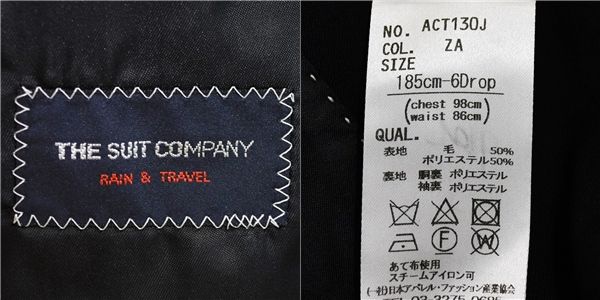 THE SUIT COMPANY
RAIN & TRAVEL
NO. ACT130J
COL. ZA
SIZE
185cm-6Drop
(chest 98cm
waist 86cm)
QUAL.
表地 毛 50%
ポリエステル50%
裏地 胴裏 ポリエステル
袖裏 ポリエステル
F
W
あて布使用
スチームアイロン可
(一社)日本アパレル・ファッション産業協会